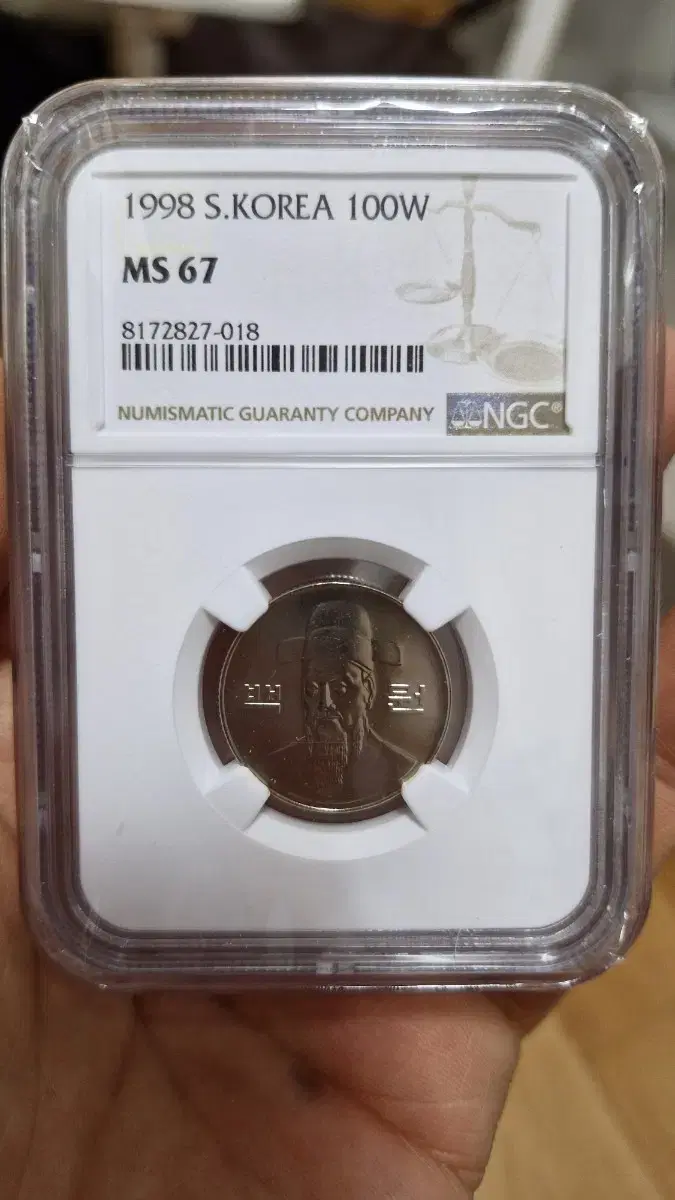 1998 S.KOREA 100W
MS 67
8172827-018
NUMISMATIC GUARANTY COMPANY NGC®
백 원